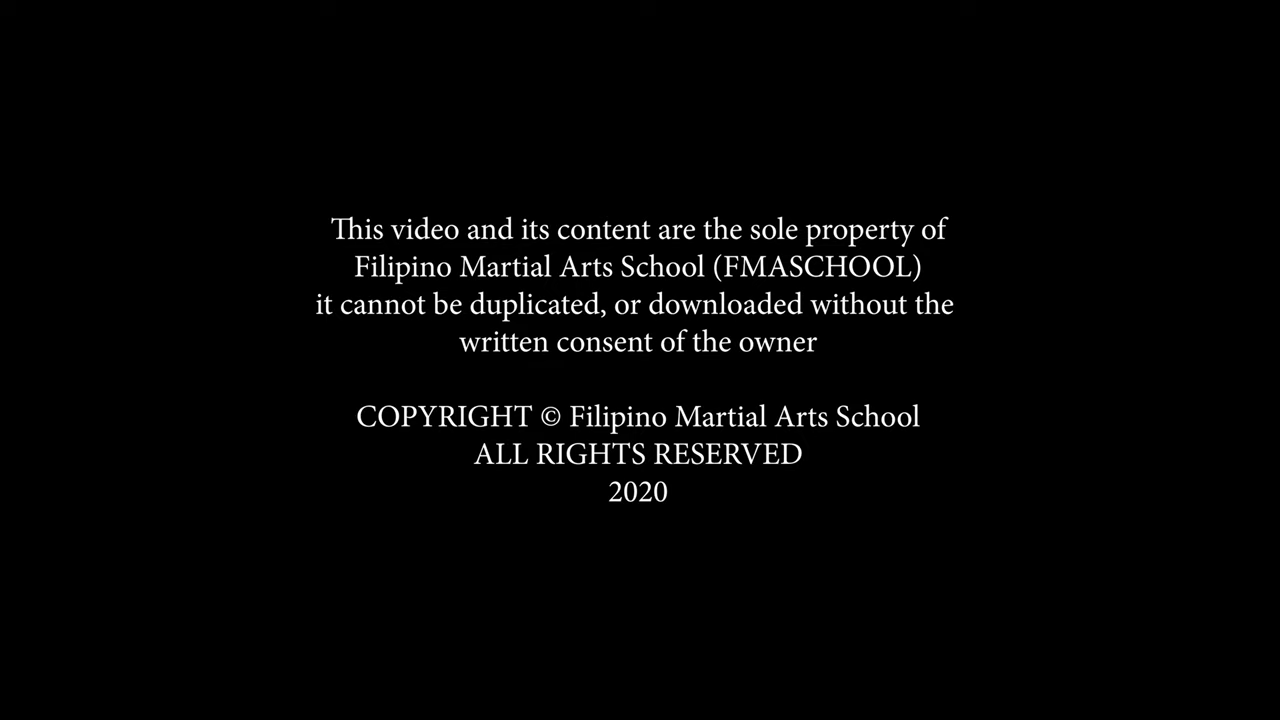 This video and its content are the sole property of
Filipino Martial Arts School (FMASCHOOL)
it cannot be duplicated, or downloaded without the
written consent of the owner
COPYRIGHT © Filipino Martial Arts School
ALL RIGHTS RESERVED
2020